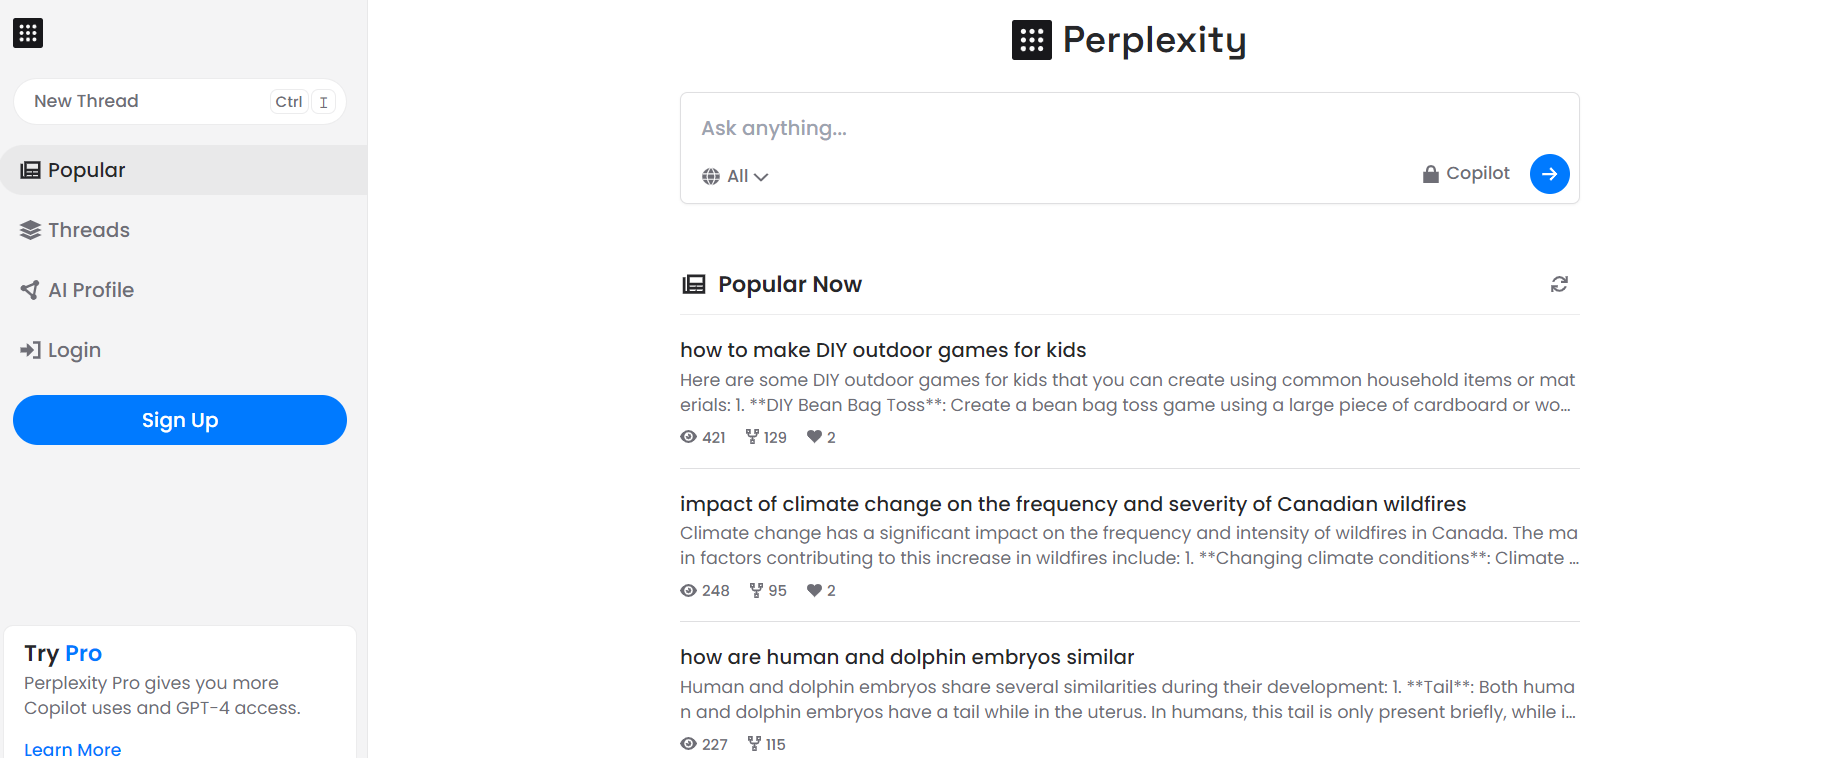 New Thread Ctrl I
Popular
Threads
AI Profile
Login
Sign Up
Try Pro
Perplexity Pro gives you more
Copilot uses and GPT-4 access.
Learn More
Perplexity
Ask anything...
All Copilot
Popular Now
how to make DIY outdoor games for kids
Here are some DIY outdoor games for kids that you can create using common household items or mat
erials: 1. **DIY Bean Bag Toss**: Create a bean bag toss game using a large piece of cardboard or wo...
421 129 2
impact of climate change on the frequency and severity of Canadian wildfires
Climate change has a significant impact on the frequency and intensity of wildfires in Canada. The ma
in factors contributing to this increase in wildfires include: 1. **Changing climate conditions**: Climate ...
248 95 2
how are human and dolphin embryos similar
Human and dolphin embryos share several similarities during their development: 1. **Tail**: Both huma
n and dolphin embryos have a tail while in the uterus. In humans, this tail is only present briefly, while i...
227 115